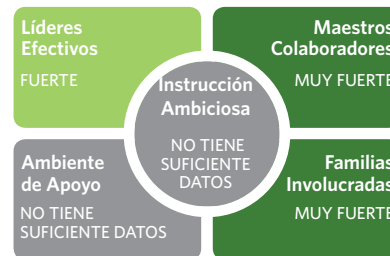 Líderes
Efectivos
FUERTE
Maestros
Colaboradores
MUY FUERTE
Instrucción
Ambiciosa
NO TIENE
SUFICIENTE
DATOS
Ambiente
de Apoyo
NO TIENE
SUFICIENTE DATOS
Familias
Involucradas
MUY FUERTE